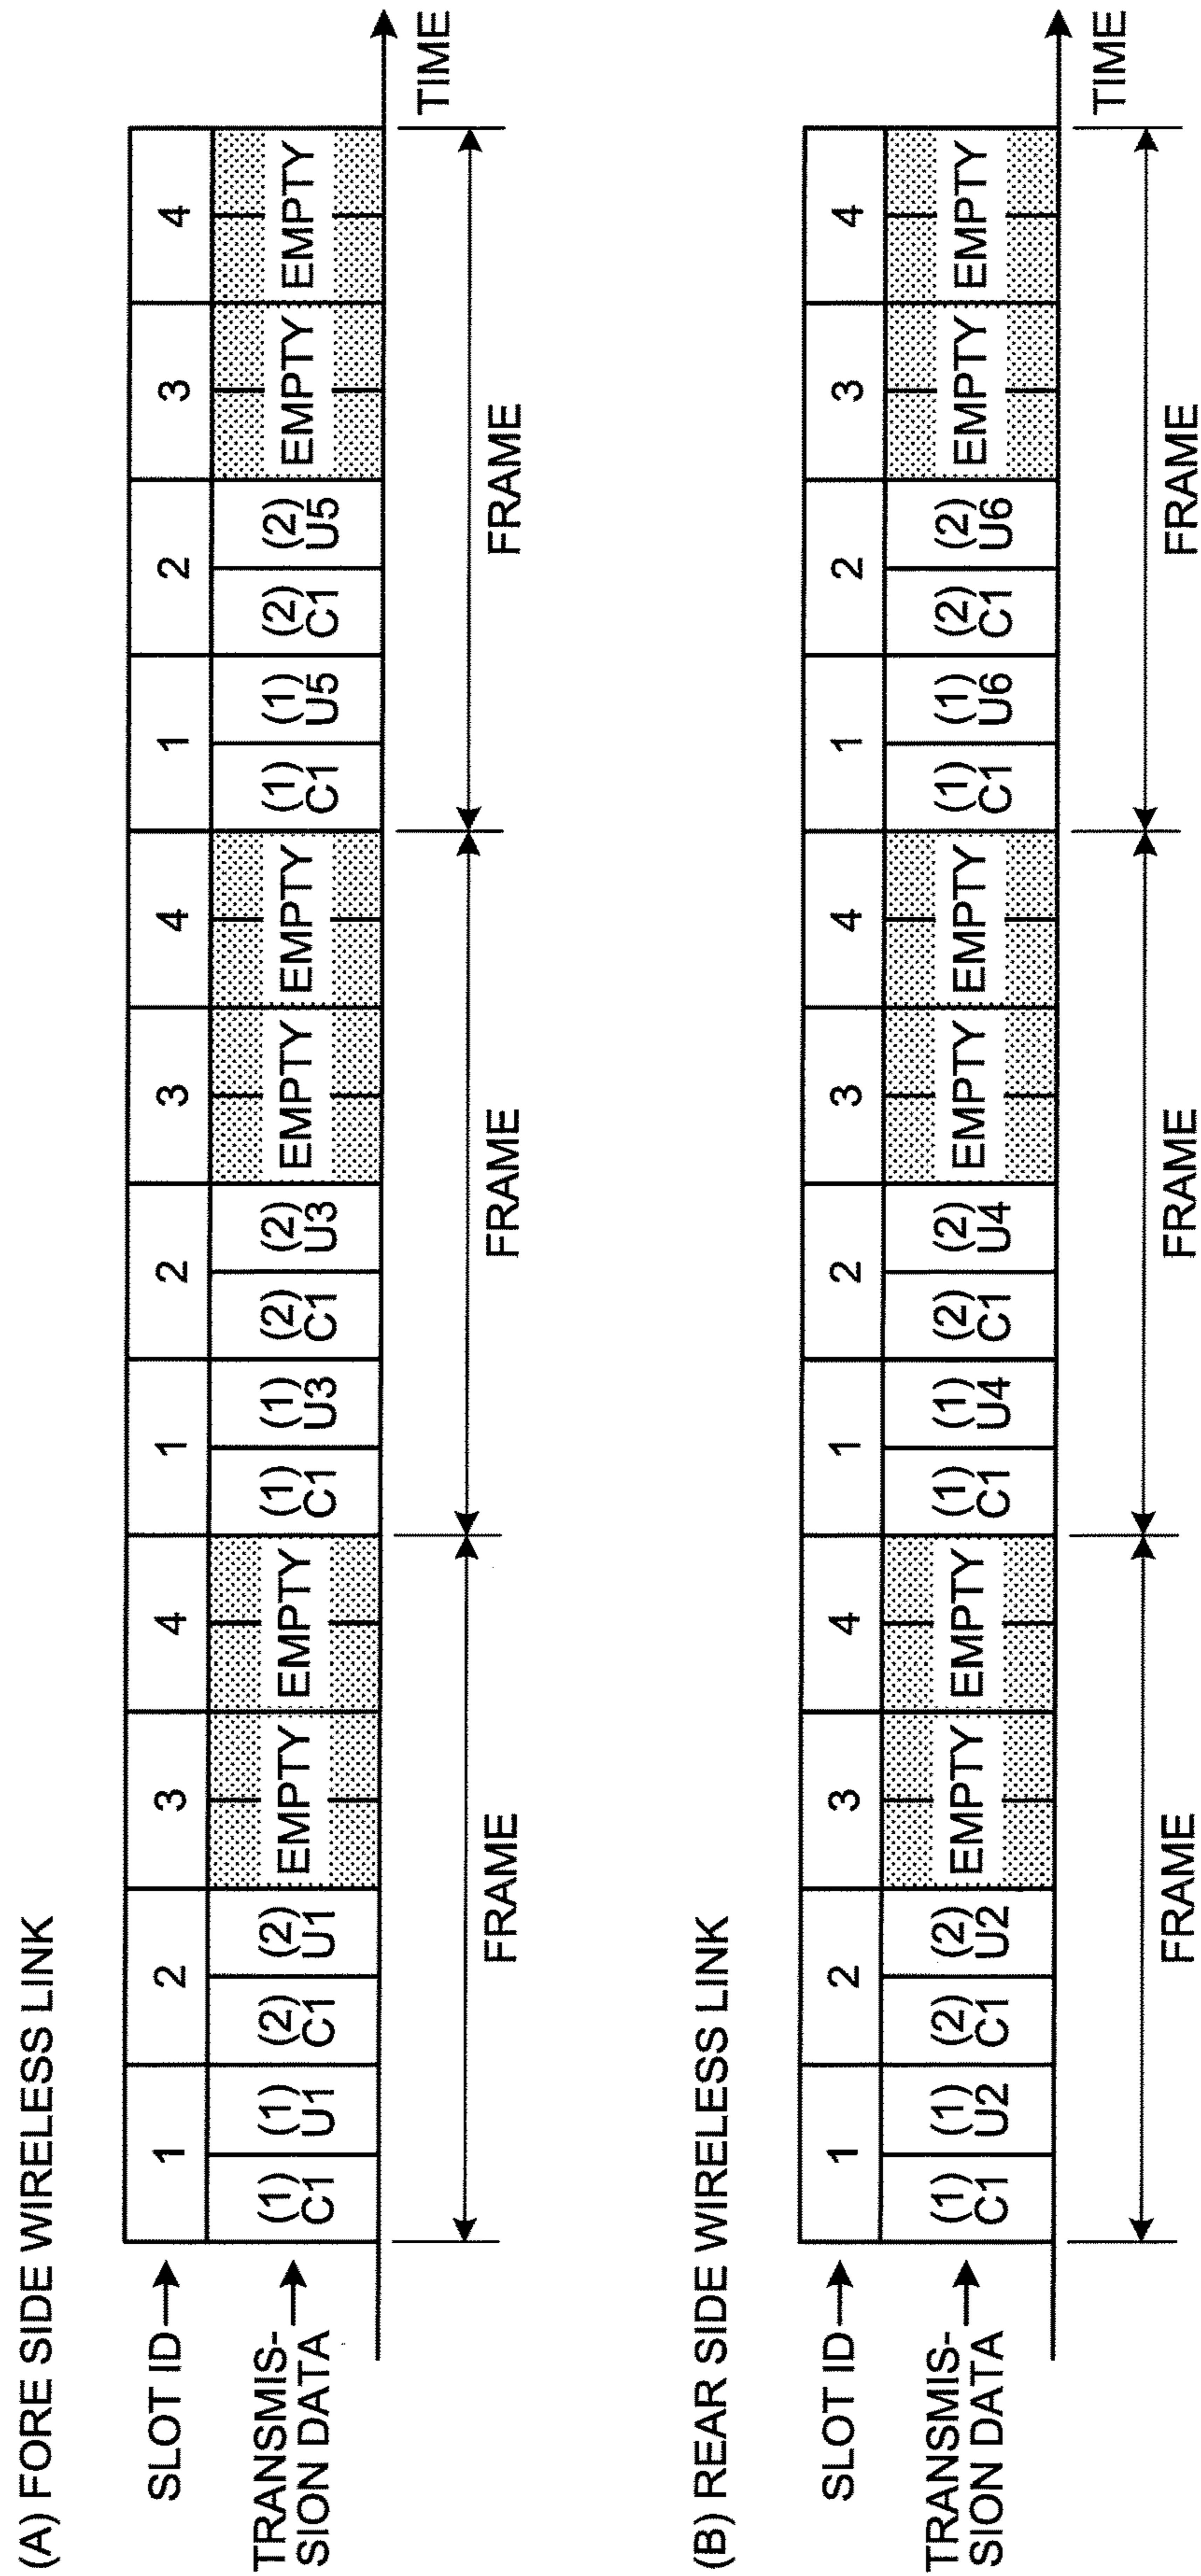 (A) FORE SIDE WIRELESS LINK
SLOT ID 1 2 3 4 1 2 3 4 1 2 3 4
TRANSMIS-
SION DATA
(1) (1) (2) (2) EMPTY EMPTY (1) (1) (2) (2) EMPTY EMPTY (1) (1) (2) (2) EMPTY EMPTY
C1 U1 C1 U1 C1 U3 C1 U3 C1 U5 C1 U5
TIME
FRAME FRAME FRAME
(B) REAR SIDE WIRELESS LINK
SLOT ID 1 2 3 4 1 2 3 4 1 2 3 4
TRANSMIS-
SION DATA
(1) (1) (2) (2) EMPTY EMPTY (1) (1) (2) (2) EMPTY EMPTY (1) (1) (2) (2) EMPTY EMPTY
C1 U2 C1 U2 C1 U4 C1 U4 C1 U6 C1 U6
TIME
FRAME FRAME FRAME